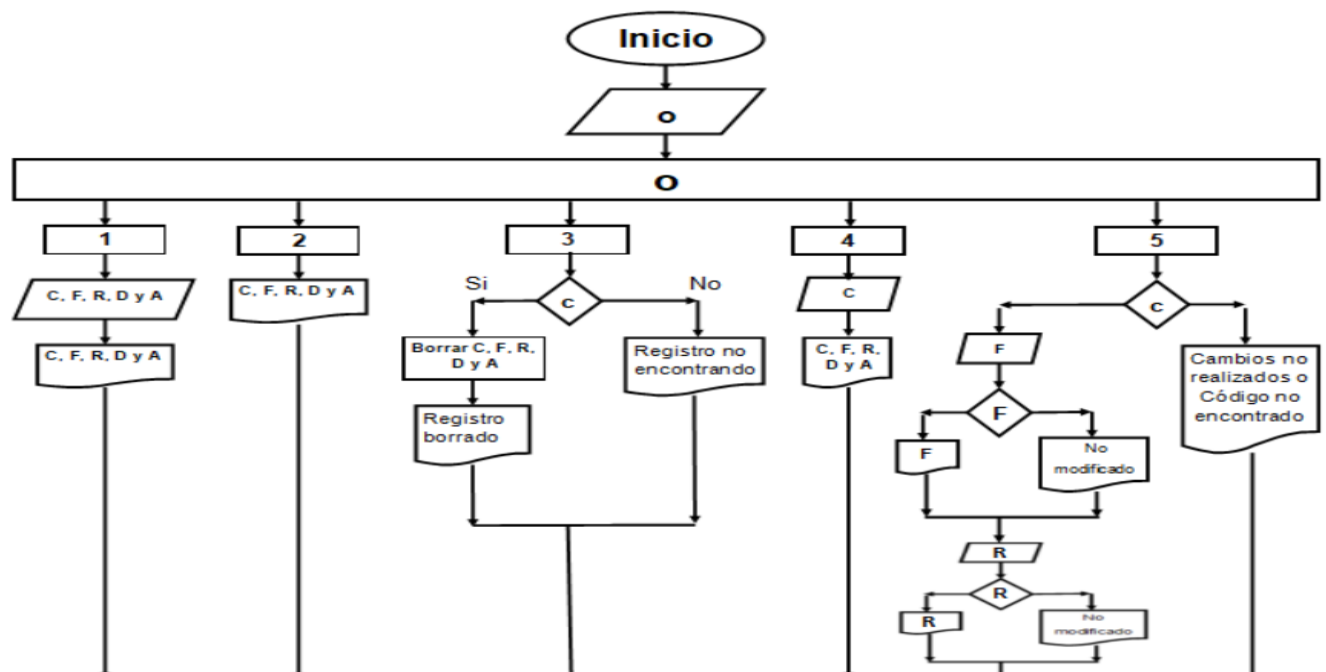 Inicio
o
O
1
2
3
4
5
C, F, R, D y A
C, F, R, D y A
C, F, R, D y A
Si
No
c
Borrar C, F, R,
D y A
Registro
borrado
Registro no
encontrando
C
C, F, R,
D y A
c
F
F
F
No
modificado
R
R
R
No
modificado
Cambios no
realizados o
Código no
encontrado